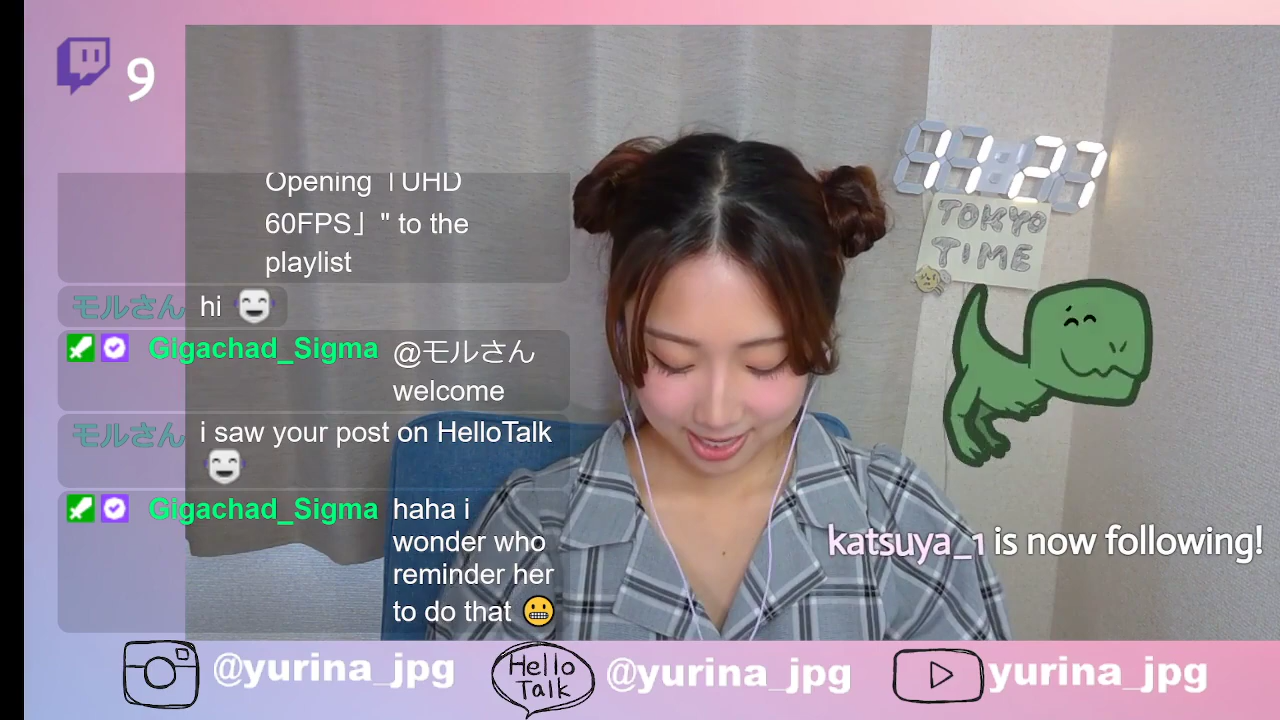 9
Opening「UHD
60FPS」" to the
playlist
モルさん hi
Gigachad_Sigma @モルさん
welcome
モルさん i saw your post on HelloTalk
Gigachad_Sigma haha i
wonder who
reminder her
to do that 😬
11:27
TOKYO
TIME
katsuya_1 is now following!
@yurina_jpg
Hello
Talk
@yurina_jpg
yurina_jpg